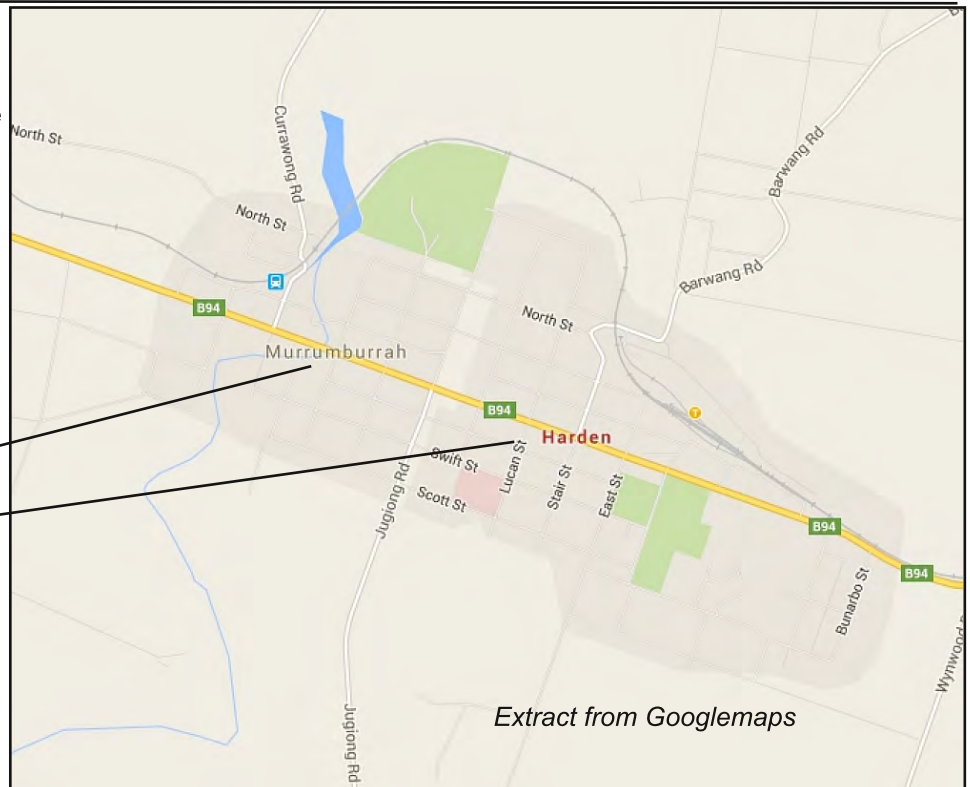 North St
Currawong Rd
North St
Barwang Rd
Barwang Rd
B94
North St
Murrumburrah
B94
Harden
Swift St
Lucan St
Scott St
Stair St
East St
Jugiong Rd
B94
B94
Bunarbo St
Wynwood
Extract from Googlemaps
Jugiong Rd